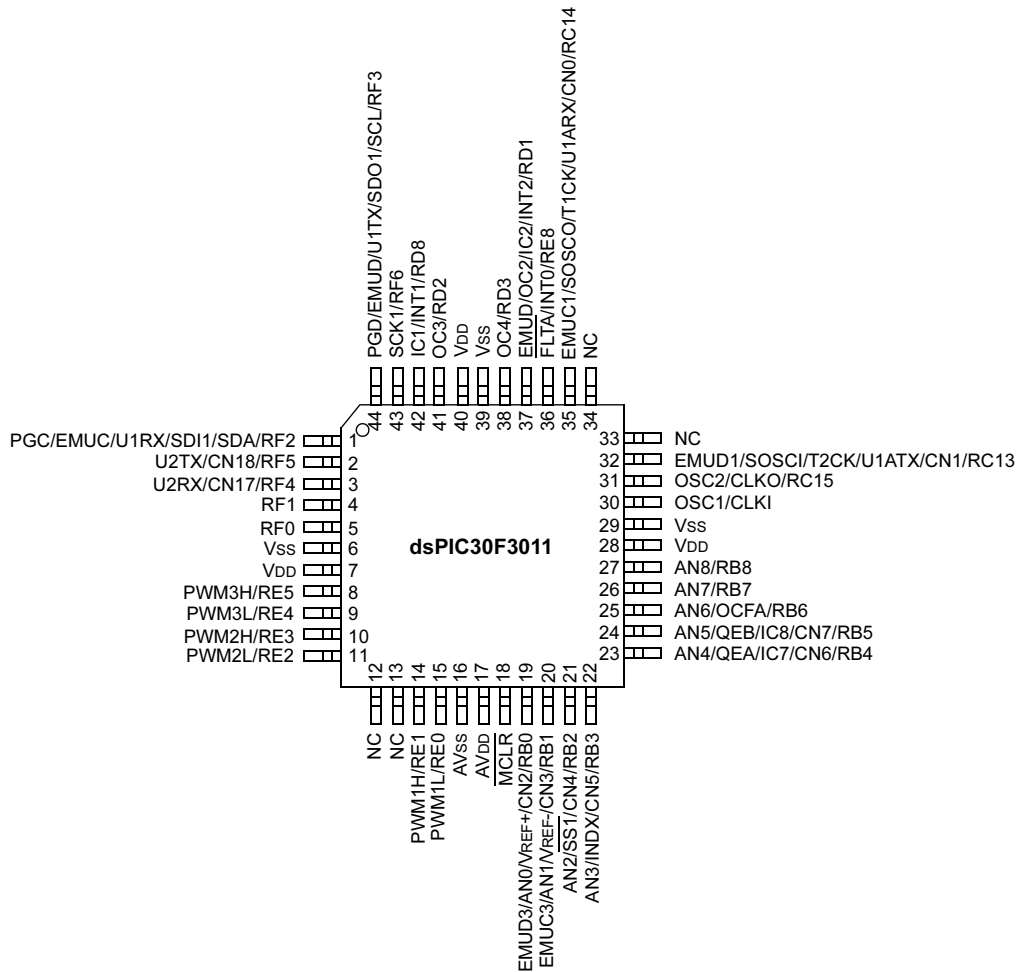 PGD/EMUD/U1TX/SDO1/SCL/RF3
SCK1/RF6
IC1/INT1/RD8
OC3/RD2
VDD
VSS
OC4/RD3
EMUD/OC2/IC2/INT2/RD1
FLTA/INT0/RE8
EMUC1/SOSCO/T1CK/U1ARX/CN0/RC14
NC
44
43
42
41
40
39
38
37
36
35
34
PGC/EMUC/U1RX/SDI1/SDA/RF2 1
U2TX/CN18/RF5 2
U2RX/CN17/RF4 3
RF1 4
RF0 5
VSS 6
VDD 7
PWM3H/RE5 8
PWM3L/RE4 9
PWM2H/RE3 10
PWM2L/RE2 11
dsPIC30F3011
33 NC
32 EMUD1/SOSCI/T2CK/U1ATX/CN1/RC13
31 OSC2/CLKO/RC15
30 OSC1/CLKI
29 VSS
28 VDD
27 AN8/RB8
26 AN7/RB7
25 AN6/OCFA/RB6
24 AN5/QEB/IC8/CN7/RB5
23 AN4/QEA/IC7/CN6/RB4
12
13
14
15
16
17
18
19
20
21
22
NC
NC
PWM1H/RE1
PWM1L/RE0
AVSS
AVDD
MCLR
EMUD3/AN0/VREF+/CN2/RB0
EMUC3/AN1/VREF-/CN3/RB1
AN2/SS1/CN4/RB2
AN3/INDX/CN5/RB3